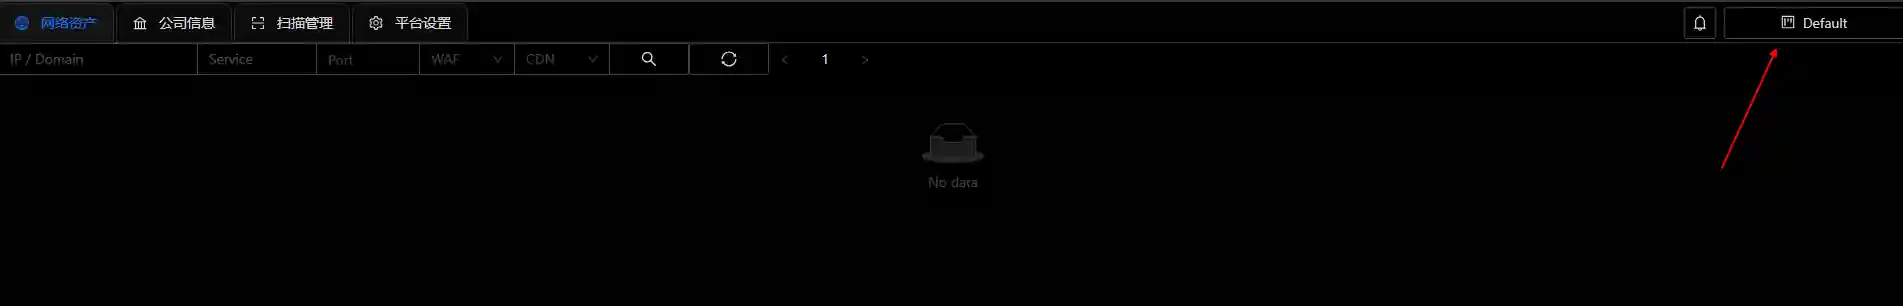 网络资产 公司信息 扫描管理 平台设置 Default
IP / Domain Service Port WAF CDN 1
No data